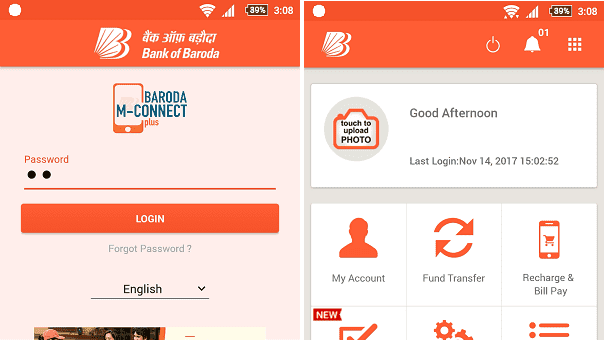 39% 3:08
बैंक ऑफ़ बड़ौदा
Bank of Baroda
BARODA
M-CONNECT
plus
Password
LOGIN
Forgot Password ?
English
39% 3:08
01
touch to
upload
PHOTO
Good Afternoon
Last Login:Nov 14, 2017 15:02:52
My Account
Fund Transfer
Recharge &
Bill Pay
NEW